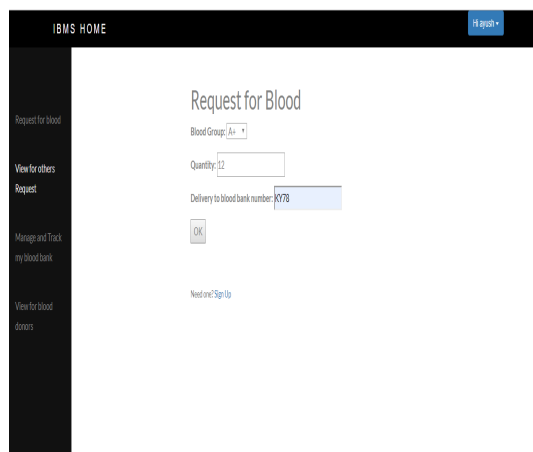 IBMS HOME
Hi ayush
Request for blood
View for others
Request
Manage and Track
my blood bank
View for blood
donors
Request for Blood
Blood Group: A+
Quantity: 12
Delivery to blood bank number: KY78
OK
Need one? Sign Up